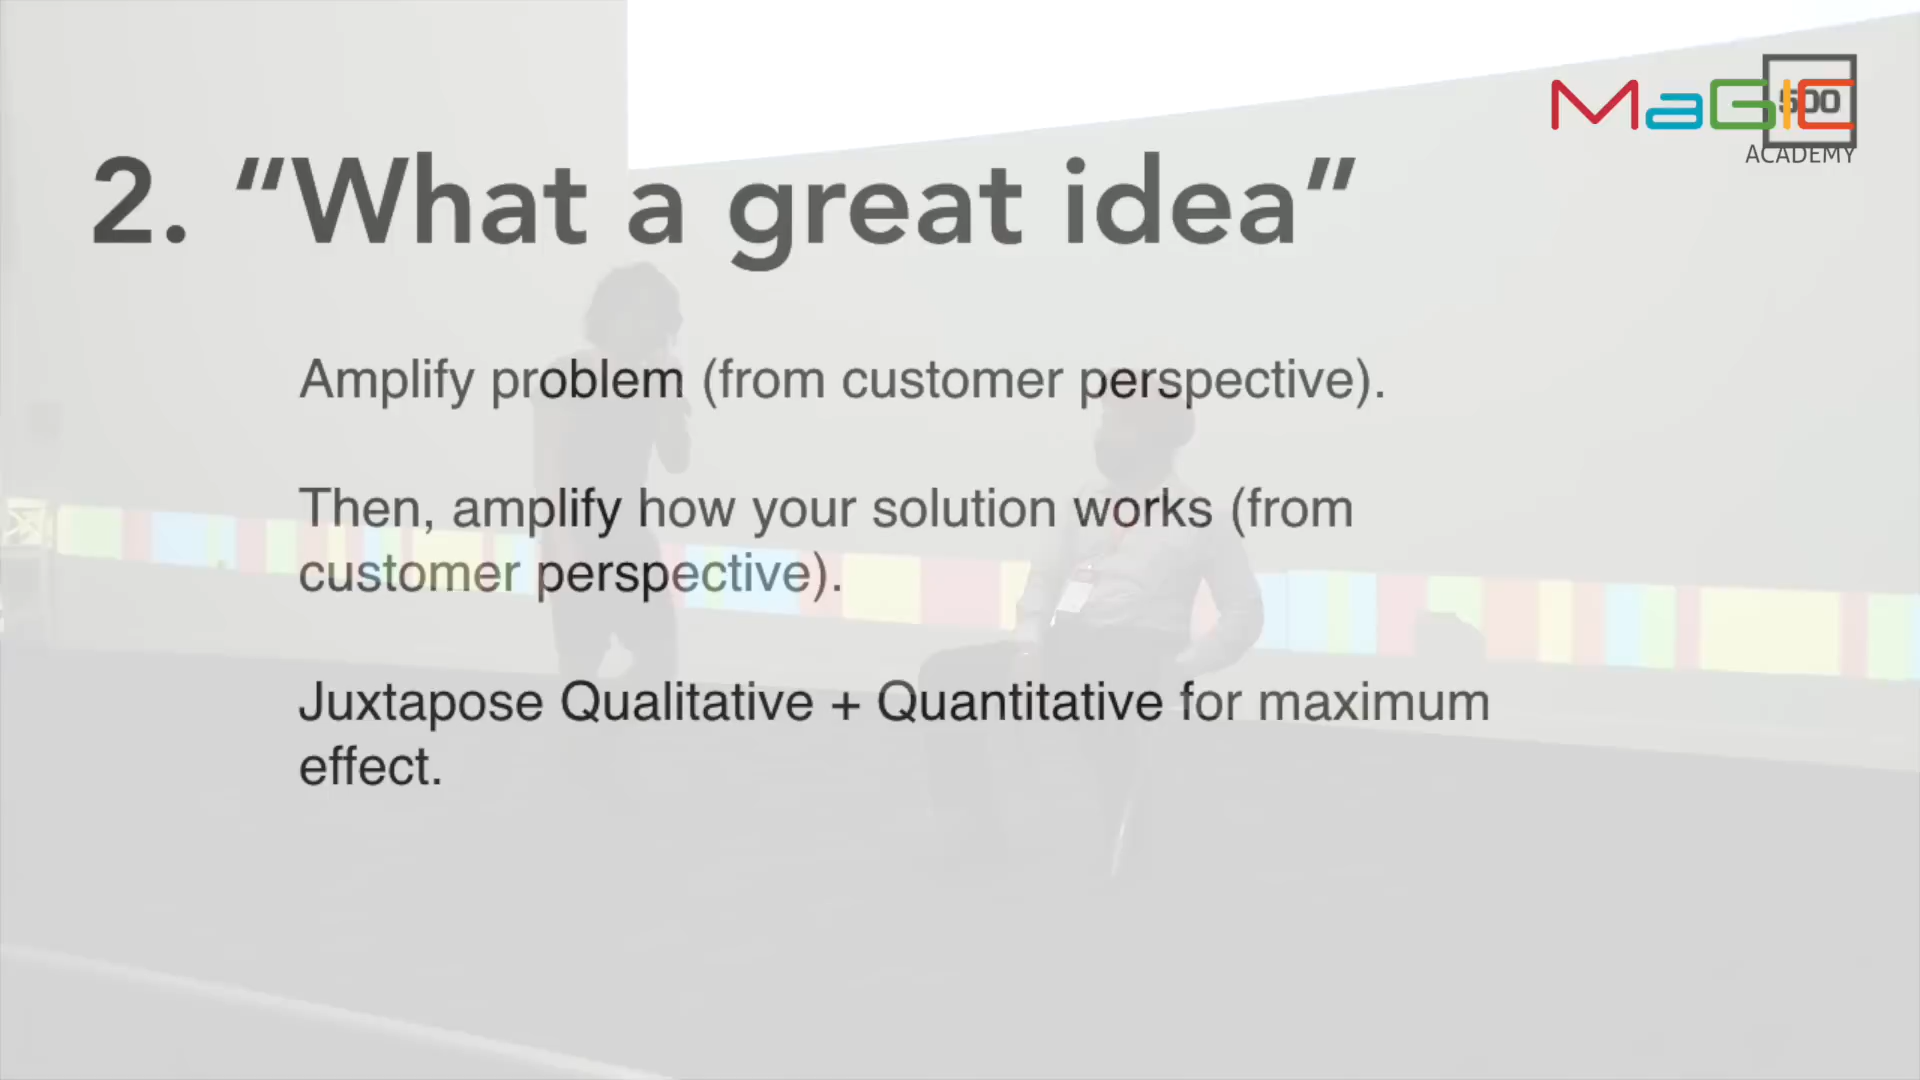 MaGIC
500
ACADEMY
2. “What a great idea”
Amplify problem (from customer perspective).
Then, amplify how your solution works (from
customer perspective).
Juxtapose Qualitative + Quantitative for maximum
effect.